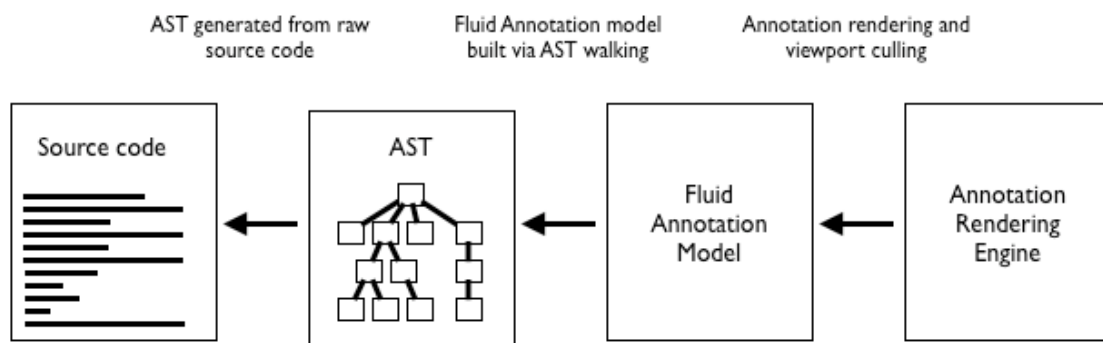 AST generated from raw
source code
Fluid Annotation model
built via AST walking
Annotation rendering and
viewport culling
Source code
AST
Fluid
Annotation
Model
Annotation
Rendering
Engine